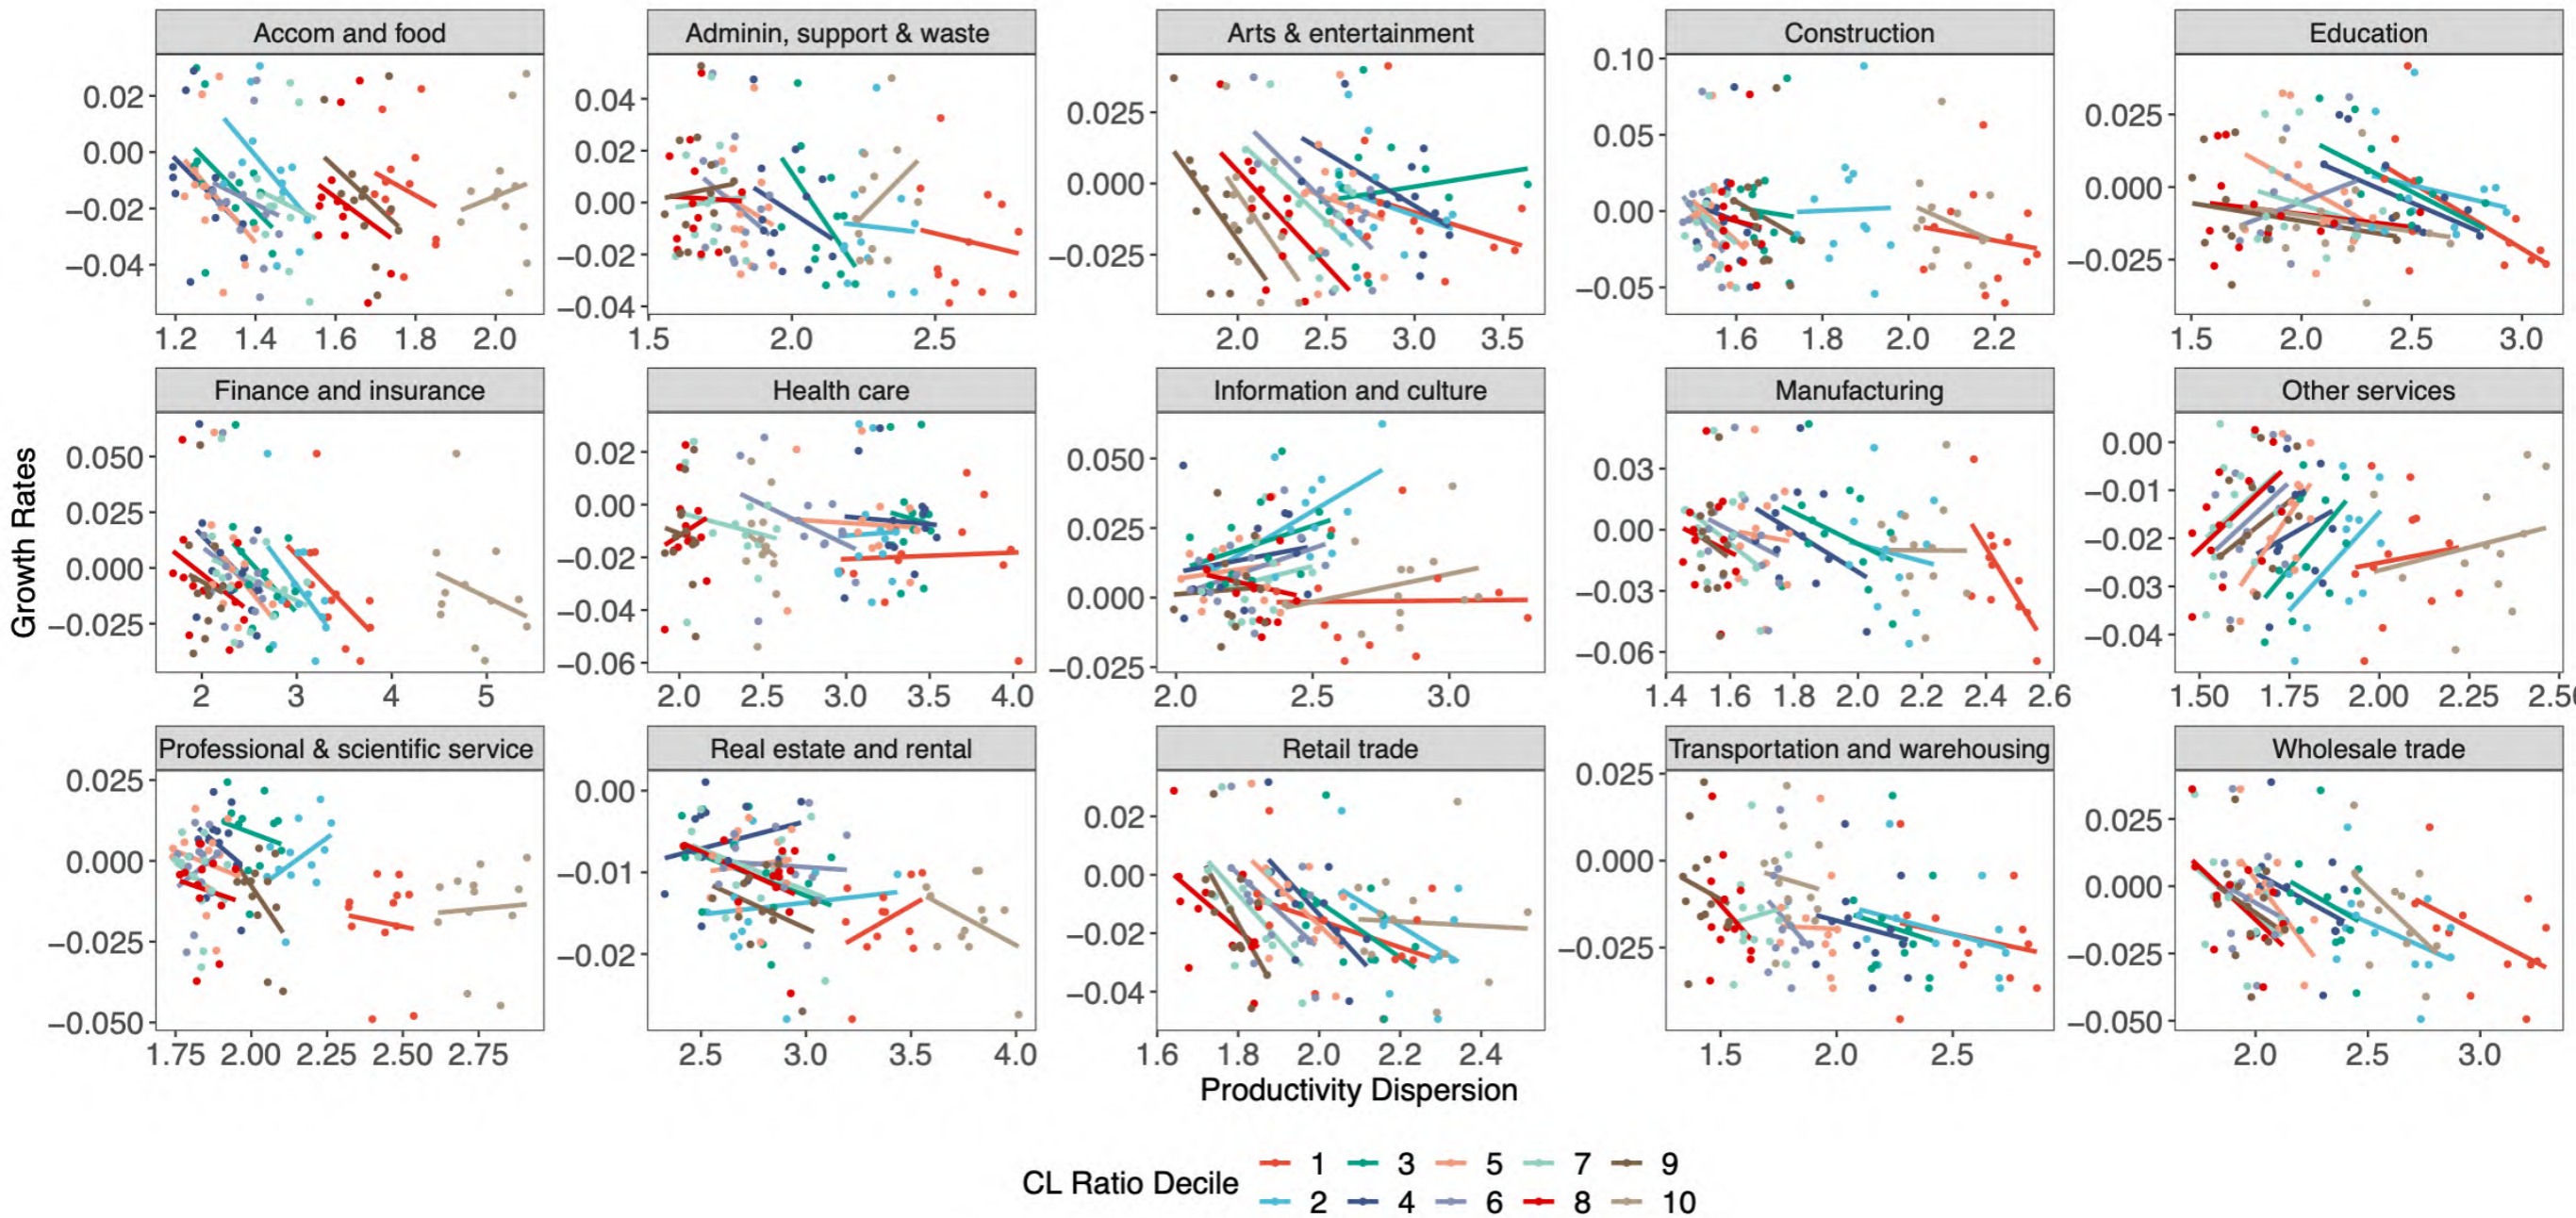 Accom and food
Adminin, support & waste
Arts & entertainment
Construction
Education
0.02
0.00
−0.02
−0.04
0.04
0.02
0.00
−0.02
−0.04
0.025
0.000
−0.025
0.10
0.05
0.00
−0.05
0.025
0.000
−0.025
1.2 1.4 1.6 1.8 2.0
1.5 2.0 2.5
2.0 2.5 3.0 3.5
1.6 1.8 2.0 2.2
1.5 2.0 2.5 3.0
Growth Rates
Finance and insurance
Health care
Information and culture
Manufacturing
Other services
0.050
0.025
0.000
−0.025
0.02
0.00
−0.02
−0.04
−0.06
0.050
0.025
0.000
−0.025
0.03
0.00
−0.03
−0.06
0.00
−0.01
−0.02
−0.03
−0.04
2 3 4 5
2.0 2.5 3.0 3.5 4.0
2.0 2.5 3.0
1.4 1.6 1.8 2.0 2.2 2.4 2.6
1.50 1.75 2.00 2.25 2.50
Professional & scientific service
Real estate and rental
Retail trade
Transportation and warehousing
Wholesale trade
0.025
0.000
−0.025
−0.050
0.00
−0.01
−0.02
0.02
0.00
−0.02
−0.04
0.025
0.000
−0.025
0.025
0.000
−0.025
−0.050
1.75 2.00 2.25 2.50 2.75
2.5 3.0 3.5 4.0
1.6 1.8 2.0 2.2 2.4
1.5 2.0 2.5
2.0 2.5 3.0
Productivity Dispersion
CL Ratio Decile
1 3 5 7 9
2 4 6 8 10